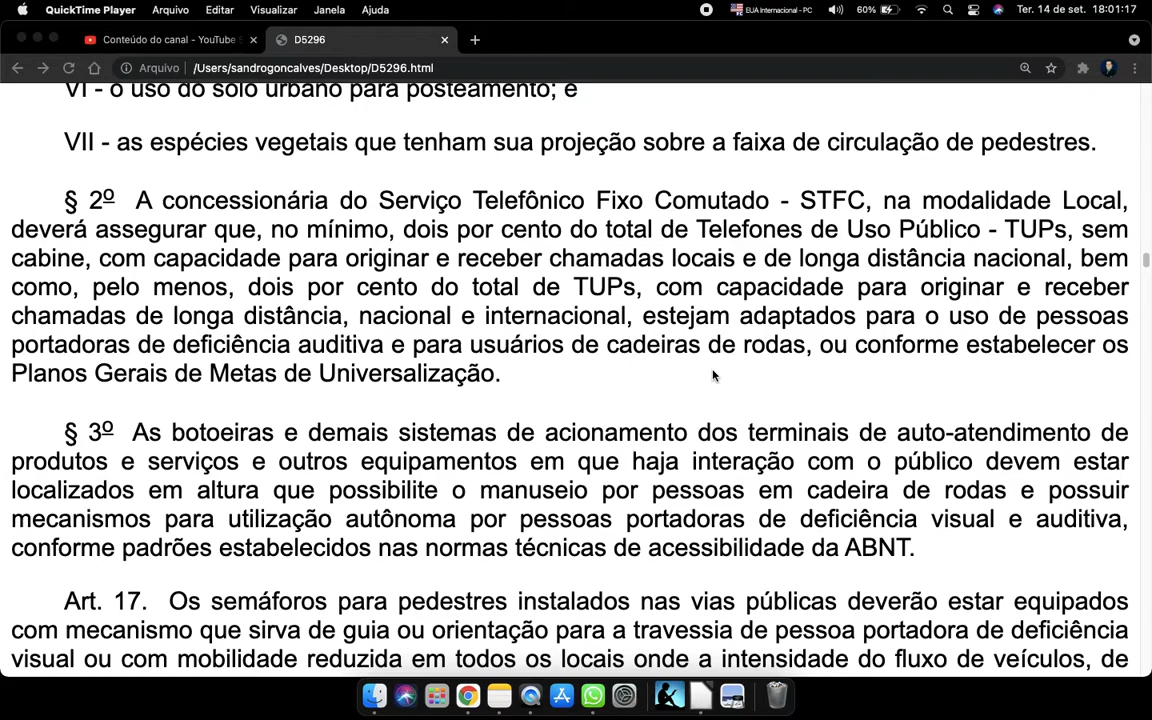 QuickTime Player Arquivo Editar Visualizar Janela Ajuda EUA Internacional - PC 60% Ter. 14 de set. 18:01:17
Conteúdo do canal - YouTube S D5296
Arquivo /Users/sandrogoncalves/Desktop/D5296.html
VI - o uso do solo urbano para posteamento; e
VII - as espécies vegetais que tenham sua projeção sobre a faixa de circulação de pedestres.
§ 2º A concessionária do Serviço Telefônico Fixo Comutado - STFC, na modalidade Local,
deverá assegurar que, no mínimo, dois por cento do total de Telefones de Uso Público - TUPs, sem
cabine, com capacidade para originar e receber chamadas locais e de longa distância nacional, bem
como, pelo menos, dois por cento do total de TUPs, com capacidade para originar e receber
chamadas de longa distância, nacional e internacional, estejam adaptados para o uso de pessoas
portadoras de deficiência auditiva e para usuários de cadeiras de rodas, ou conforme estabelecer os
Planos Gerais de Metas de Universalização.
§ 3º As botoeiras e demais sistemas de acionamento dos terminais de auto-atendimento de
produtos e serviços e outros equipamentos em que haja interação com o público devem estar
localizados em altura que possibilite o manuseio por pessoas em cadeira de rodas e possuir
mecanismos para utilização autônoma por pessoas portadoras de deficiência visual e auditiva,
conforme padrões estabelecidos nas normas técnicas de acessibilidade da ABNT.
Art. 17. Os semáforos para pedestres instalados nas vias públicas deverão estar equipados
com mecanismo que sirva de guia ou orientação para a travessia de pessoa portadora de deficiência
visual ou com mobilidade reduzida em todos os locais onde a intensidade do fluxo de veículos, de